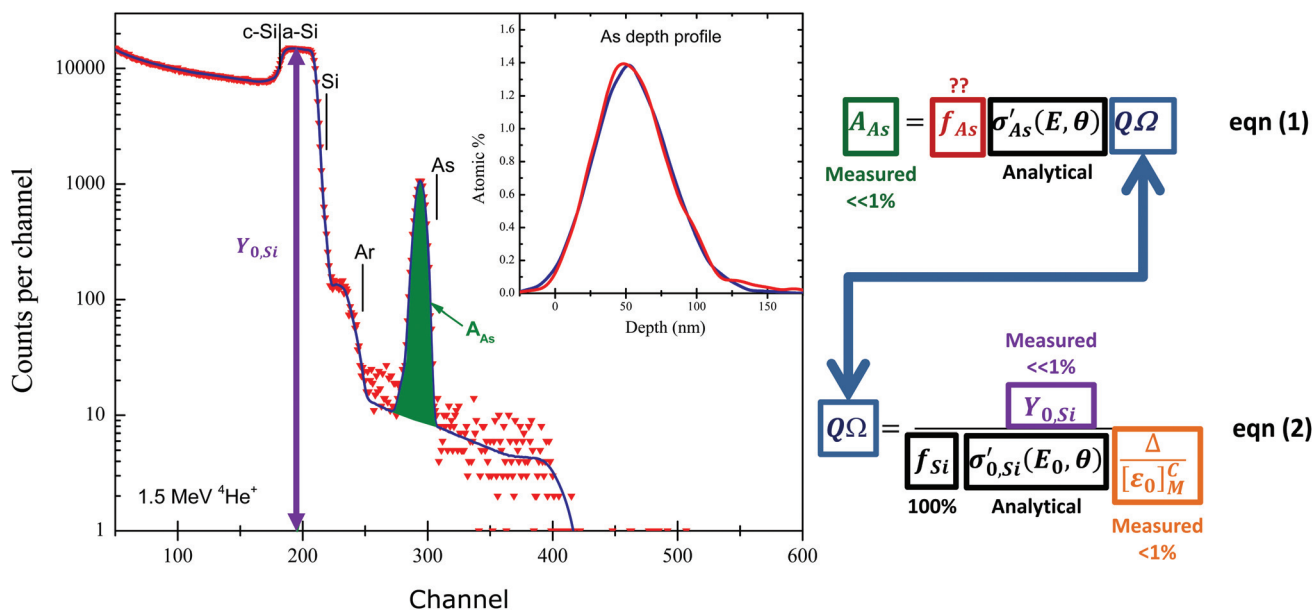 Counts per channel
10000
1000
100
10
1
c-Si
a-Si
Si
Ar
As
Y0,Si
AAs
1.5 MeV 4He+
100
200
300
400
500
600
Channel
As depth profile
Atomic %
1.6
1.4
1.2
1.0
0.8
0.6
0.4
0.2
0.0
0
50
100
150
Depth (nm)
??
A_As = f_As σ′_As(E, θ) QΩ eqn (1)
Measured
<<1%
Analytical
Measured
<<1%
Y0,Si
QΩ = eqn (2)
f_Si σ′_0,Si(E_0, θ) Δ / [ε_0]_M^C
100%
Analytical
Measured
<1%